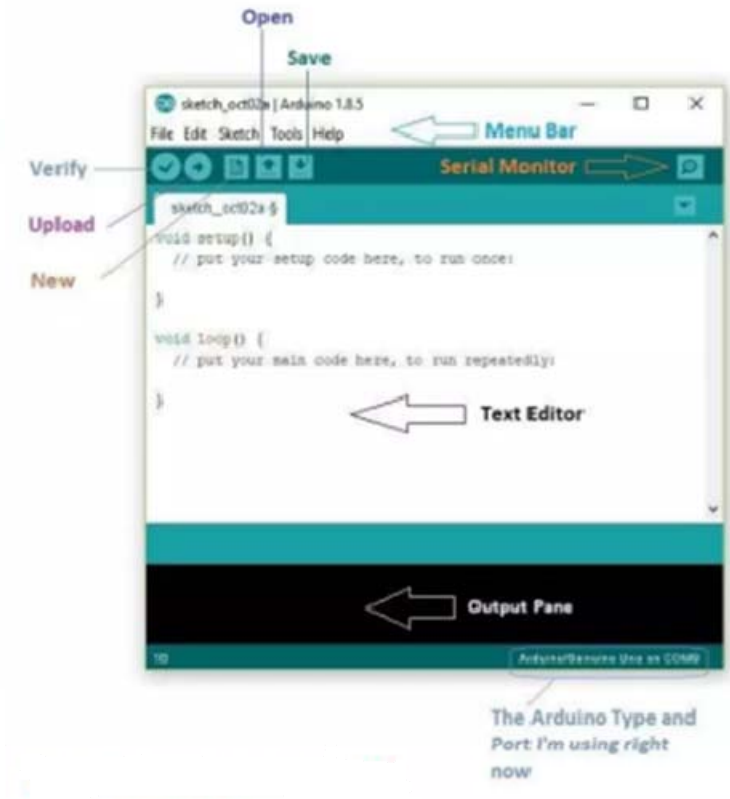 Open
Save
sketch_oct02a | Arduino 1.8.5
File Edit Sketch Tools Help
Menu Bar
Verify
Serial Monitor
sketch_oct02a §
Upload
void setup() {
// put your setup code here, to run once:
New
}
void loop() {
// put your main code here, to run repeatedly:
}
Text Editor
Output Pane
10
Arduino/Genuino Uno on
The Arduino Type and
Port I'm using right
now